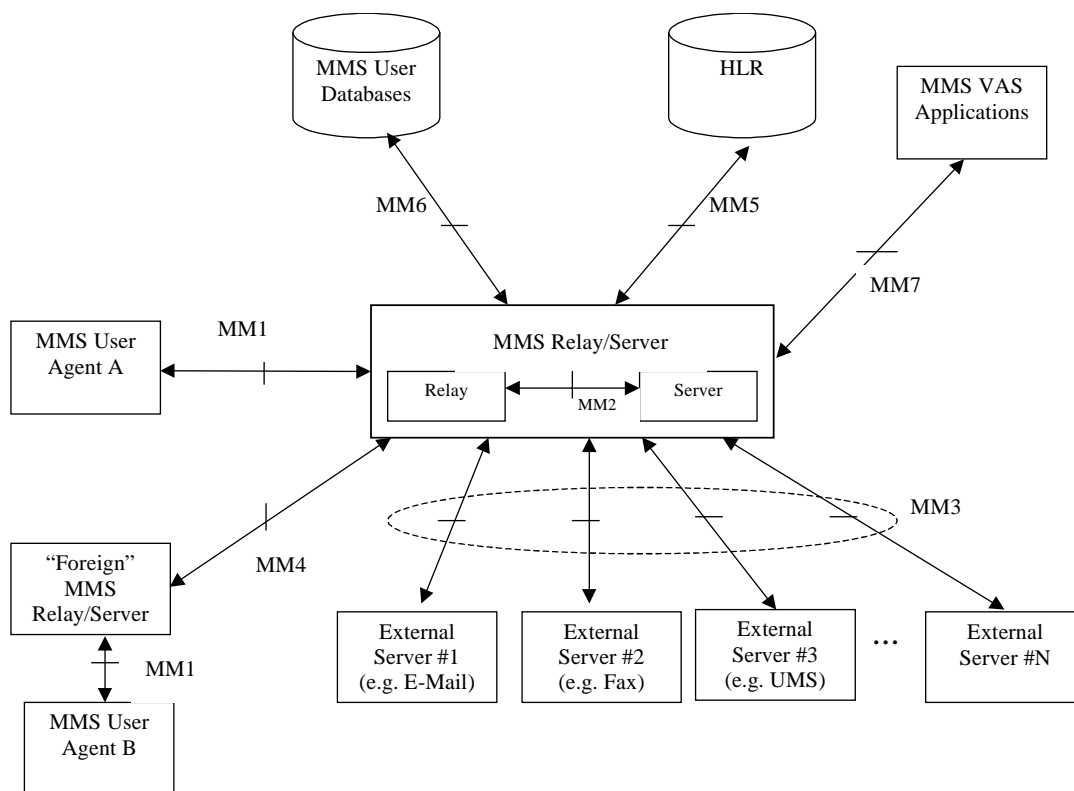 MMS User
Databases
HLR
MMS VAS
Applications
MM6
MM5
MM7
MM1
MMS User
Agent A
MMS Relay/Server
Relay
MM2
Server
MM3
MM4
“Foreign”
MMS
Relay/Server
MM1
MMS User
Agent B
External
Server #1
(e.g. E-Mail)
External
Server #2
(e.g. Fax)
External
Server #3
(e.g. UMS)
...
External
Server #N